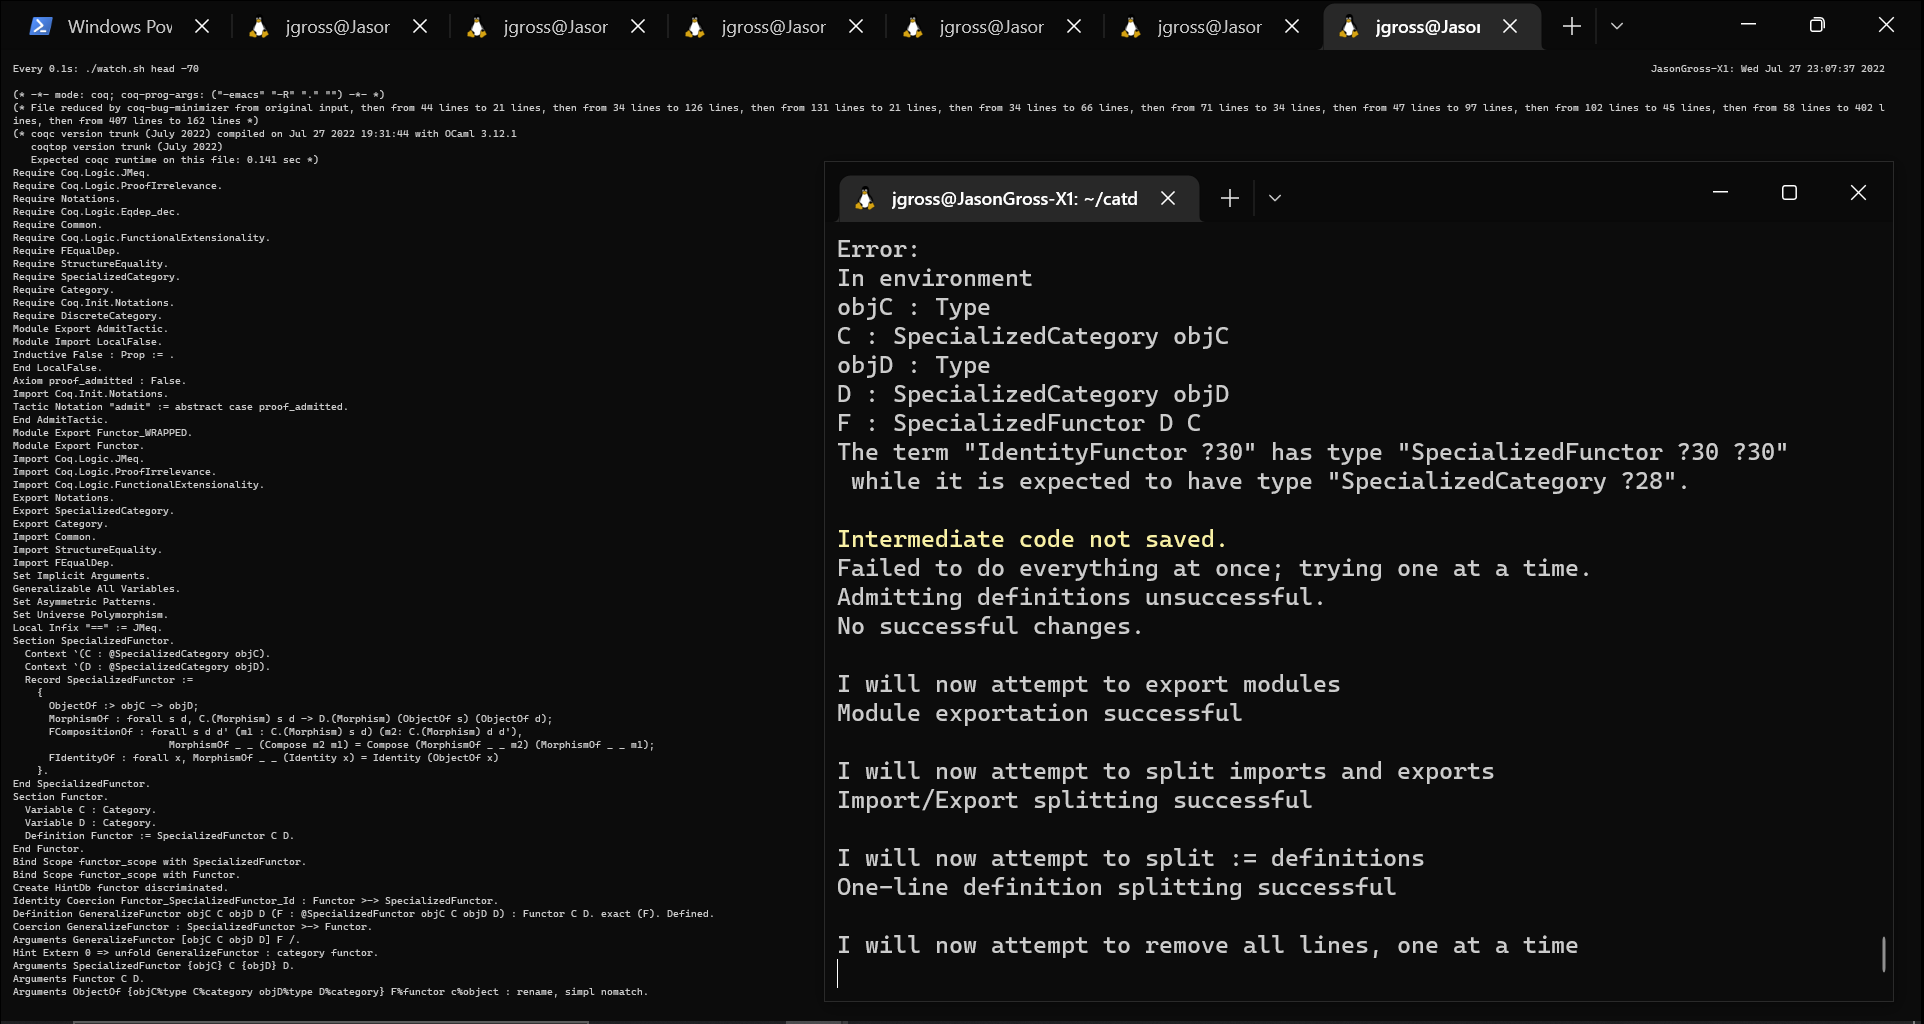 Windows Pov
jgross@Jasor
jgross@Jasor
jgross@Jasor
jgross@Jasor
jgross@Jasor
jgross@Jasor
Every 0.1s: ./watch.sh head -70
JasonGross-X1: Wed Jul 27 23:07:37 2022
(* -*- mode: coq; coq-prog-args: ("-emacs" "-R" "." "") -*- *)
(* File reduced by coq-bug-minimizer from original input, then from 44 lines to 21 lines, then from 34 lines to 126 lines, then from 131 lines to 21 lines, then from 34 lines to 66 lines, then from 71 lines to 34 lines, then from 47 lines to 97 lines, then from 102 lines to 45 lines, then from 58 lines to 402 l
ines, then from 407 lines to 162 lines *)
(* coqc version trunk (July 2022) compiled on Jul 27 2022 19:31:44 with OCaml 3.12.1
coqtop version trunk (July 2022)
Expected coqc runtime on this file: 0.141 sec *)
Require Coq.Logic.JMeq.
Require Coq.Logic.ProofIrrelevance.
Require Notations.
Require Coq.Logic.Eqdep_dec.
Require Common.
Require Coq.Logic.FunctionalExtensionality.
Require FEqualDep.
Require StructureEquality.
Require SpecializedCategory.
Require Category.
Require Coq.Init.Notations.
Require DiscreteCategory.
Module Export AdmitTactic.
Module Import LocalFalse.
Inductive False : Prop := .
End LocalFalse.
Axiom proof_admitted : False.
Import Coq.Init.Notations.
Tactic Notation "admit" := abstract case proof_admitted.
End AdmitTactic.
Module Export Functor_WRAPPED.
Module Export Functor.
Import Coq.Logic.JMeq.
Import Coq.Logic.ProofIrrelevance.
Import Coq.Logic.FunctionalExtensionality.
Export Notations.
Export SpecializedCategory.
Export Category.
Import Common.
Import StructureEquality.
Import FEqualDep.
Set Implicit Arguments.
Generalizable All Variables.
Set Asymmetric Patterns.
Set Universe Polymorphism.
Local Infix "==" := JMeq.
Section SpecializedFunctor.
Context `(C : @SpecializedCategory objC).
Context `(D : @SpecializedCategory objD).
Record SpecializedFunctor :=
{
ObjectOf :> objC -> objD;
MorphismOf : forall s d, C.(Morphism) s d -> D.(Morphism) (ObjectOf s) (ObjectOf d);
FCompositionOf : forall s d d' (m1 : C.(Morphism) s d) (m2: C.(Morphism) d d'),
MorphismOf _ _ (Compose m2 m1) = Compose (MorphismOf _ _ m2) (MorphismOf _ _ m1);
FIdentityOf : forall x, MorphismOf _ _ (Identity x) = Identity (ObjectOf x)
}.
End SpecializedFunctor.
Section Functor.
Variable C : Category.
Variable D : Category.
Definition Functor := SpecializedFunctor C D.
End Functor.
Bind Scope functor_scope with SpecializedFunctor.
Bind Scope functor_scope with Functor.
Create HintDb functor discriminated.
Identity Coercion Functor_SpecializedFunctor_Id : Functor >-> SpecializedFunctor.
Definition GeneralizeFunctor objC C objD D (F : @SpecializedFunctor objC C objD D) : Functor C D. exact (F). Defined.
Coercion GeneralizeFunctor : SpecializedFunctor >-> Functor.
Arguments GeneralizeFunctor [objC C objD D] F /.
Hint Extern 0 => unfold GeneralizeFunctor : category functor.
Arguments SpecializedFunctor {objC} C {objD} D.
Arguments Functor C D.
Arguments ObjectOf {objC%type C%category objD%type D%category} F%functor c%object : rename, simpl nomatch.
jgross@JasonGross-X1: ~/catd
Error:
In environment
objC : Type
C : SpecializedCategory objC
objD : Type
D : SpecializedCategory objD
F : SpecializedFunctor D C
The term "IdentityFunctor ?30" has type "SpecializedFunctor ?30 ?30"
while it is expected to have type "SpecializedCategory ?28".
Intermediate code not saved.
Failed to do everything at once; trying one at a time.
Admitting definitions unsuccessful.
No successful changes.
I will now attempt to export modules
Module exportation successful
I will now attempt to split imports and exports
Import/Export splitting successful
I will now attempt to split := definitions
One-line definition splitting successful
I will now attempt to remove all lines, one at a time